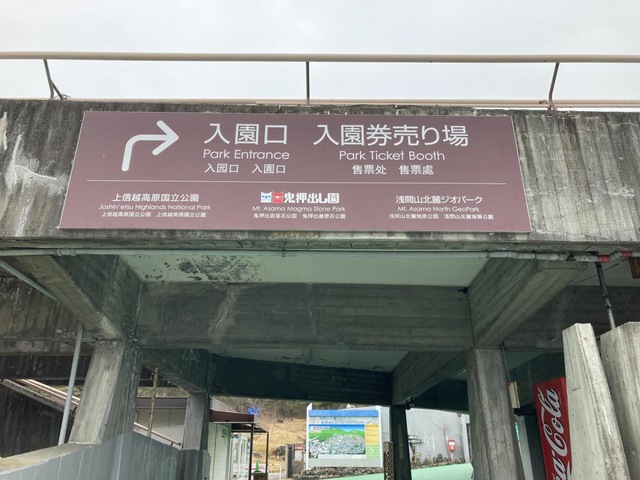 入園口 入園券売り場
Park Entrance Park Ticket Booth
入园口 入園口 售票处 售票處
上信越高原国立公園 鬼押出し園 浅間山北麓ジオパーク
Joshin'etsu Highlands National Park Mt. Asama Magma Stone Park Mt. Asama North GeoPark
上信越高原国立公园 上信越高原國立公園 鬼押出岩浆石公园 鬼押出岩漿石公園 浅间山北麓地质公园 淺間山北麓地質公園
Coca-Cola